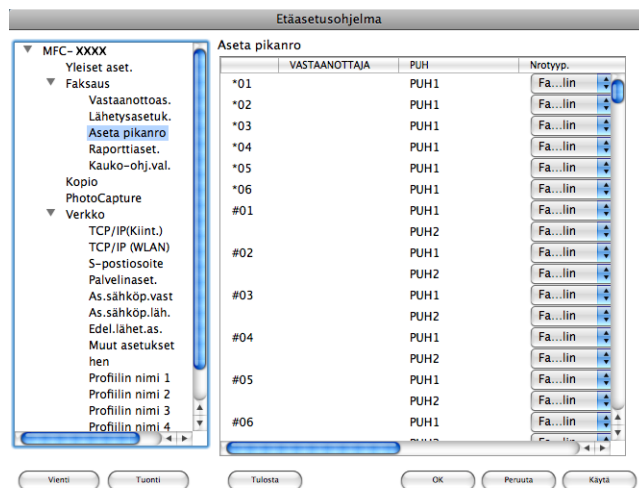 Etäasetusohjelma
MFC- XXXX
Yleiset aset.
Faksaus
Vastaanottoas.
Lähetysasetuk.
Aseta pikanro
Raporttiaset.
Kauko-ohj.val.
Kopio
PhotoCapture
Verkko
TCP/IP(Kiint.)
TCP/IP (WLAN)
S-postiosoite
Palvelinaset.
As.sähköp.vast
As.sähköp.läh.
Edel.lähet.as.
Muut asetukset
hen
Profiilin nimi 1
Profiilin nimi 2
Profiilin nimi 3
Profiilin nimi 4
Aseta pikanro
VASTAANOTTAJA PUH Nrotyyp.
*01 PUH1 Fa...lin
*02 PUH1 Fa...lin
*03 PUH1 Fa...lin
*04 PUH1 Fa...lin
*05 PUH1 Fa...lin
*06 PUH1 Fa...lin
#01 PUH1 Fa...lin
PUH2 Fa...lin
#02 PUH1 Fa...lin
PUH2 Fa...lin
#03 PUH1 Fa...lin
PUH2 Fa...lin
#04 PUH1 Fa...lin
PUH2 Fa...lin
#05 PUH1 Fa...lin
PUH2 Fa...lin
#06 PUH1 Fa...lin
PUH2 Fa...lin
Vienti Tuonti Tulosta OK Peruuta Käytä